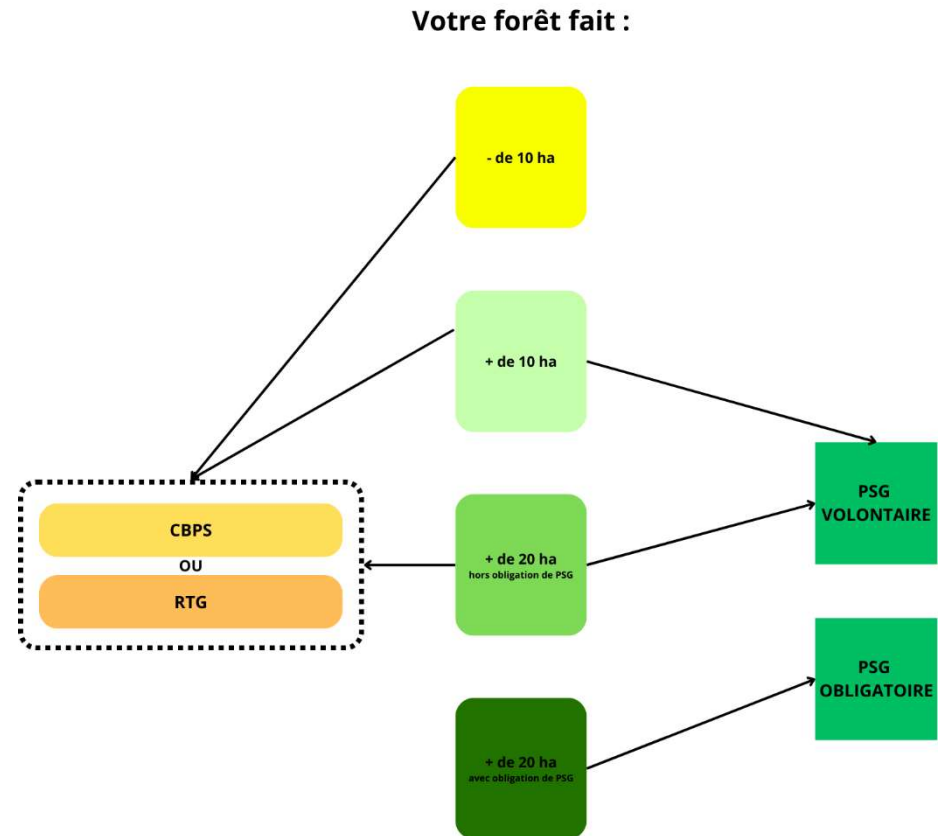 Votre forêt fait :
- de 10 ha
+ de 10 ha
PSG
VOLONTAIRE
CBPS
OU
RTG
+ de 20 ha
hors obligation de PSG
PSG
OBLIGATOIRE
+ de 20 ha
avec obligation de PSG